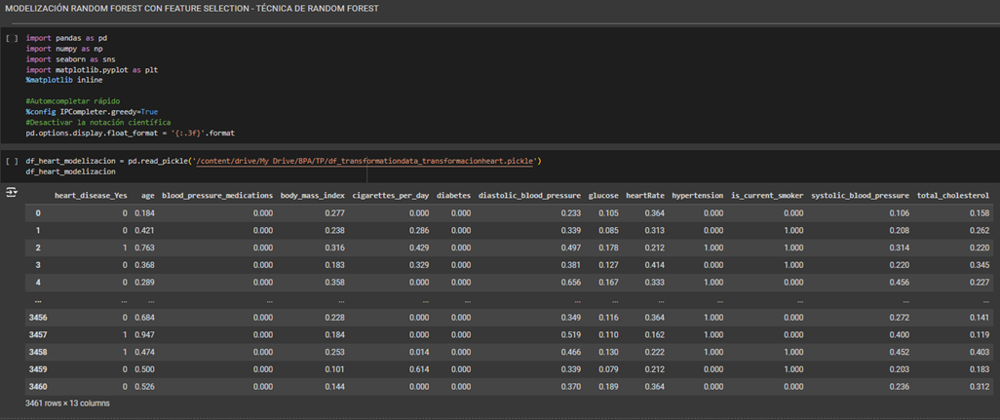 MODELIZACIÓN RANDOM FOREST CON FEATURE SELECTION - TÉCNICA DE RANDOM FOREST
[ ] import pandas as pd
import numpy as np
import seaborn as sns
import matplotlib.pyplot as plt
%matplotlib inline
#Automcompletar rápido
%config IPCompleter.greedy=True
#Desactivar la notación científica
pd.options.display.float_format = '{:.3f}'.format
[ ] df_heart_modelizacion = pd.read_pickle('/content/drive/My Drive/BPA/TP/df_transformationdata_transformacionheart.pickle')
df_heart_modelizacion
heart_disease_Yes age blood_pressure_medications body_mass_index cigarettes_per_day diabetes diastolic_blood_pressure glucose heartRate hypertension is_current_smoker systolic_blood_pressure total_cholesterol
0 0 0.184 0.000 0.277 0.000 0.000 0.233 0.105 0.364 0.000 0.000 0.106 0.158
1 0 0.421 0.000 0.238 0.286 0.000 0.339 0.085 0.313 0.000 1.000 0.208 0.262
2 1 0.763 0.000 0.316 0.429 0.000 0.497 0.178 0.212 1.000 1.000 0.314 0.220
3 0 0.368 0.000 0.183 0.329 0.000 0.381 0.127 0.414 0.000 1.000 0.220 0.345
4 0 0.289 0.000 0.358 0.000 0.000 0.656 0.167 0.333 1.000 0.000 0.456 0.227
... ... ... ... ... ... ... ... ... ... ... ... ... ...
3456 0 0.684 0.000 0.228 0.000 0.000 0.349 0.116 0.364 1.000 0.000 0.272 0.141
3457 1 0.947 0.000 0.184 0.000 0.000 0.519 0.110 0.162 1.000 0.000 0.400 0.119
3458 1 0.474 0.000 0.253 0.014 0.000 0.466 0.130 0.222 1.000 1.000 0.452 0.403
3459 0 0.500 0.000 0.101 0.614 0.000 0.339 0.079 0.212 0.000 1.000 0.203 0.183
3460 0 0.526 0.000 0.144 0.000 0.000 0.370 0.189 0.364 0.000 0.000 0.236 0.312
3461 rows × 13 columns